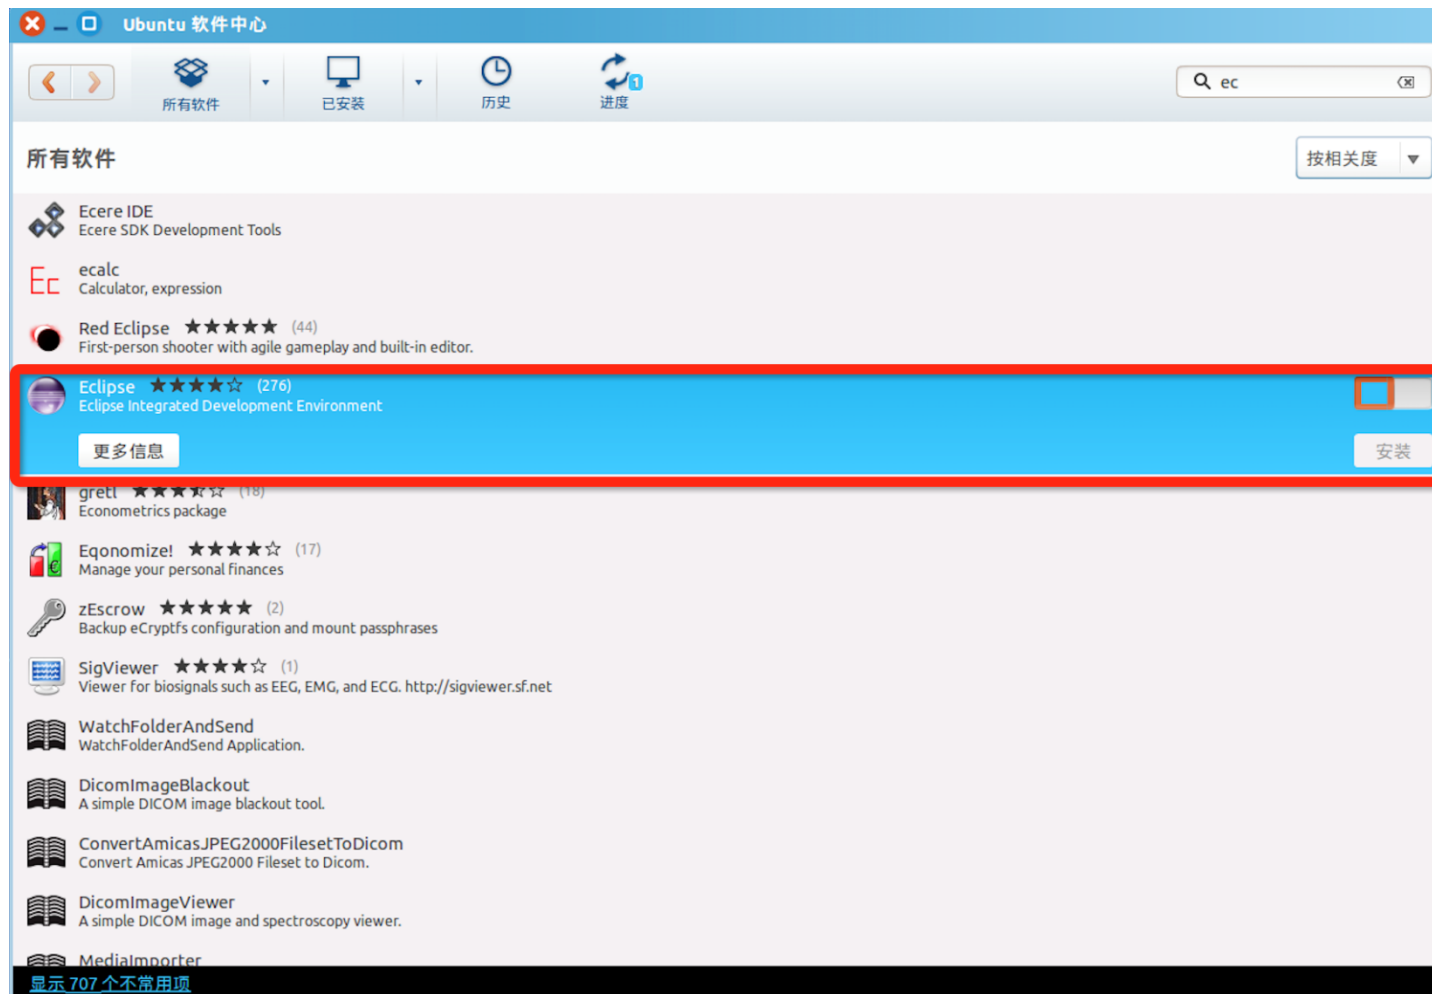 Ubuntu 软件中心
所有软件
已安装
历史
进度
1
ec
所有软件
按相关度
Ecere IDE
Ecere SDK Development Tools
Ec
ecalc
Calculator, expression
Red Eclipse (44)
First-person shooter with agile gameplay and built-in editor.
Eclipse (276)
Eclipse Integrated Development Environment
更多信息
安装
gretl (18)
Econometrics package
Eqonomize! (17)
Manage your personal finances
zEscrow (2)
Backup eCryptfs configuration and mount passphrases
SigViewer (1)
Viewer for biosignals such as EEG, EMG, and ECG. http://sigviewer.sf.net
WatchFolderAndSend
WatchFolderAndSend Application.
DicomImageBlackout
A simple DICOM image blackout tool.
ConvertAmicasJPEG2000FilesetToDicom
Convert Amicas JPEG2000 Fileset to Dicom.
DicomImageViewer
A simple DICOM image and spectroscopy viewer.
MediaImporter
显示 707 个不常用项